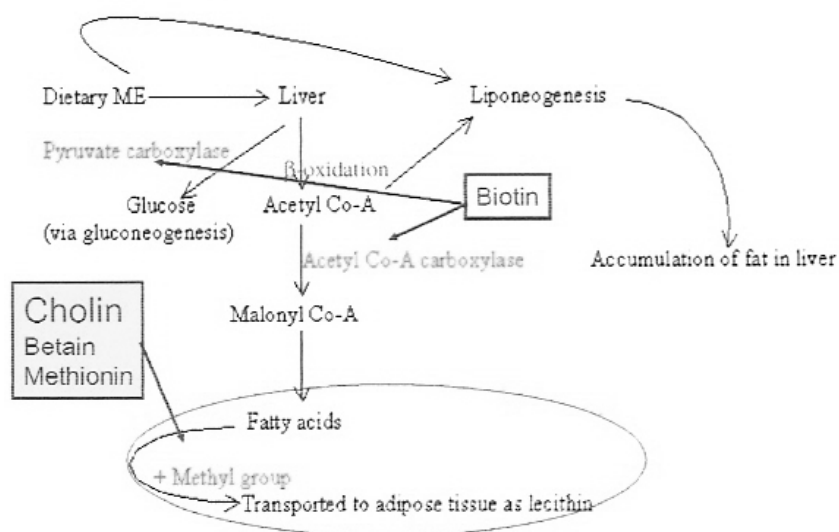 Dietary ME
Liver
Liponeogenesis
Pyruvate carboxylase
β-oxidation
Glucose
(via gluconeogenesis)
Acetyl Co-A
Biotin
Acetyl Co-A carboxylase
Accumulation of fat in liver
Cholin
Betain
Methionin
Malonyl Co-A
Fatty acids
+ Methyl group
Transported to adipose tissue as lecithin